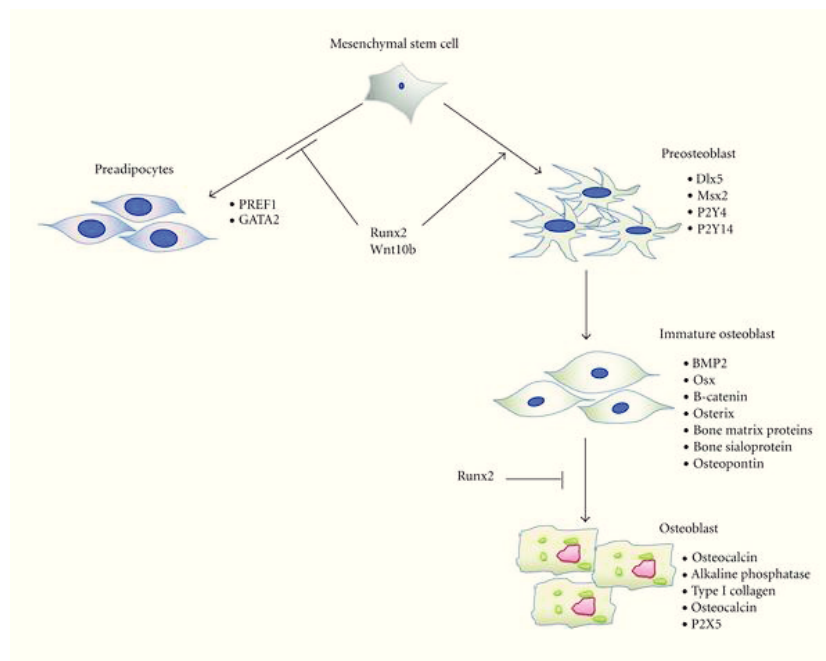 Mesenchymal stem cell
Preadipocytes
• PREF1
• GATA2
Runx2
Wnt10b
Preosteoblast
• Dlx5
• Msx2
• P2Y4
• P2Y14
Immature osteoblast
• BMP2
• Osx
• B-catenin
• Osterix
• Bone matrix proteins
• Bone sialoprotein
• Osteopontin
Runx2
Osteoblast
• Osteocalcin
• Alkaline phosphatase
• Type I collagen
• Osteocalcin
• P2X5